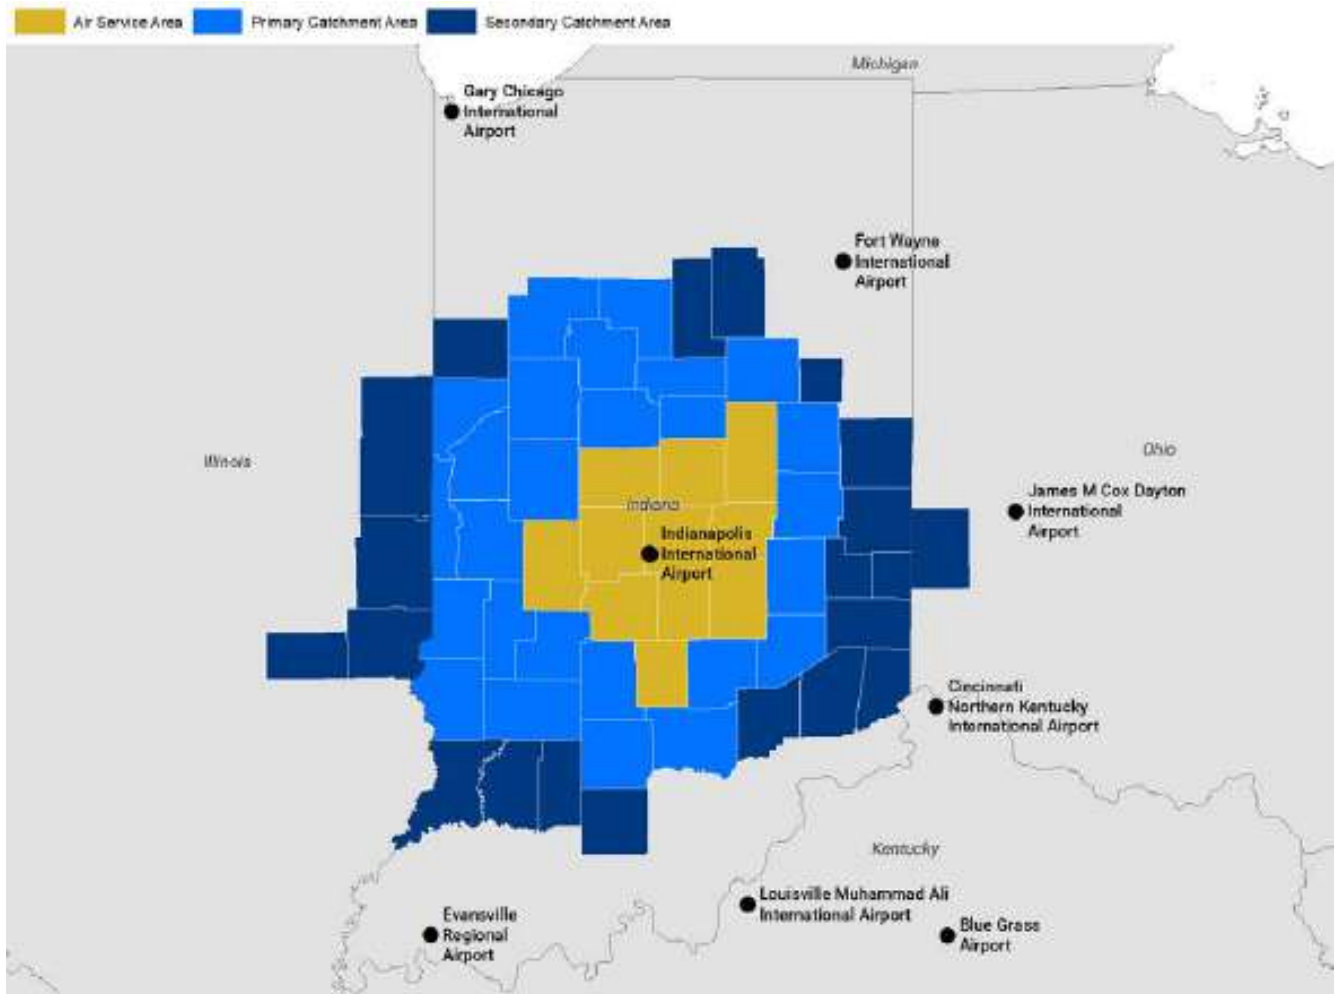 Air Service Area
Primary Catchment Area
Secondary Catchment Area
Michigan
Gary Chicago
International
Airport
Fort Wayne
International
Airport
Illinois
Ohio
James M Cox Dayton
International
Airport
Indiana
Indianapolis
International
Airport
Cincinnati
Northern Kentucky
International Airport
Kentucky
Louisville Muhammad Ali
International Airport
Evansville
Regional
Airport
Blue Grass
Airport